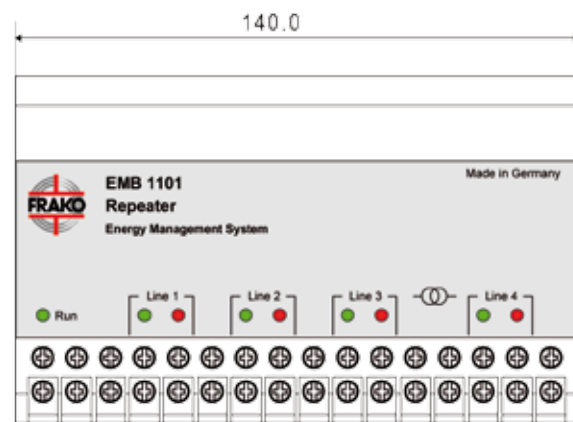 140.0
Made in Germany
FRAKO
EMB 1101
Repeater
Energy Management System
Run
Line 1
Line 2
Line 3
Line 4